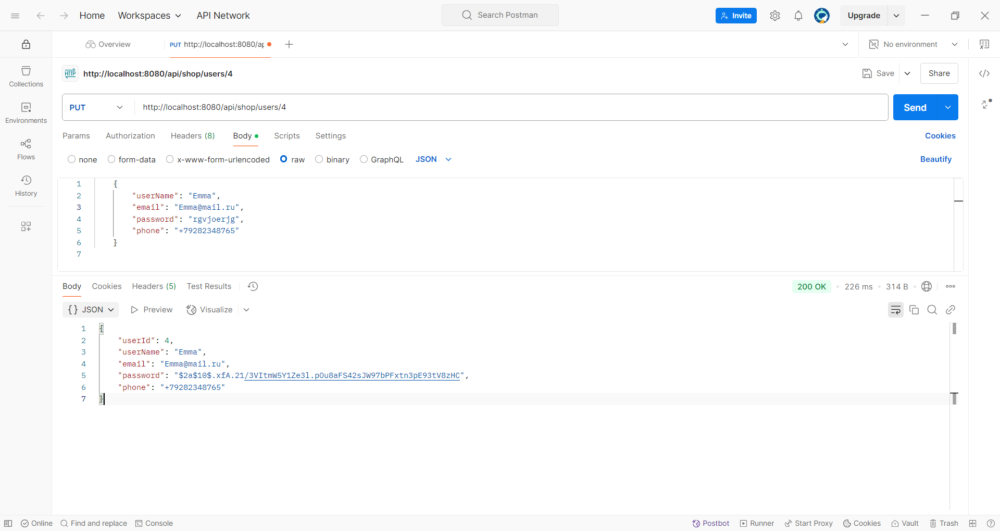 Home Workspaces API Network Search Postman Invite Upgrade
Overview PUT http://localhost:8080/ap No environment
HTTP http://localhost:8080/api/shop/users/4 Save Share
Collections
Environments
Flows
History
PUT http://localhost:8080/api/shop/users/4 Send
Params Authorization Headers (8) Body Scripts Settings Cookies
none form-data x-www-form-urlencoded raw binary GraphQL JSON Beautify
1 {
2 "userName": "Emma",
3 "email": "Emma@mail.ru",
4 "password": "rgvjoerjg",
5 "phone": "+79282348765"
6 }
7
Body Cookies Headers (5) Test Results 200 OK 226 ms 314 B
{} JSON Preview Visualize
1 {
2 "userId": 4,
3 "userName": "Emma",
4 "email": "Emma@mail.ru",
5 "password": "$2a$10$.xfA.21/3VItmW5Y1Ze3l.pOu8aFS42sJW97bPFxtn3pE93tV8zHC",
6 "phone": "+79282348765"
7 }
Online Find and replace Console Postbot Runner Start Proxy Cookies Vault Trash